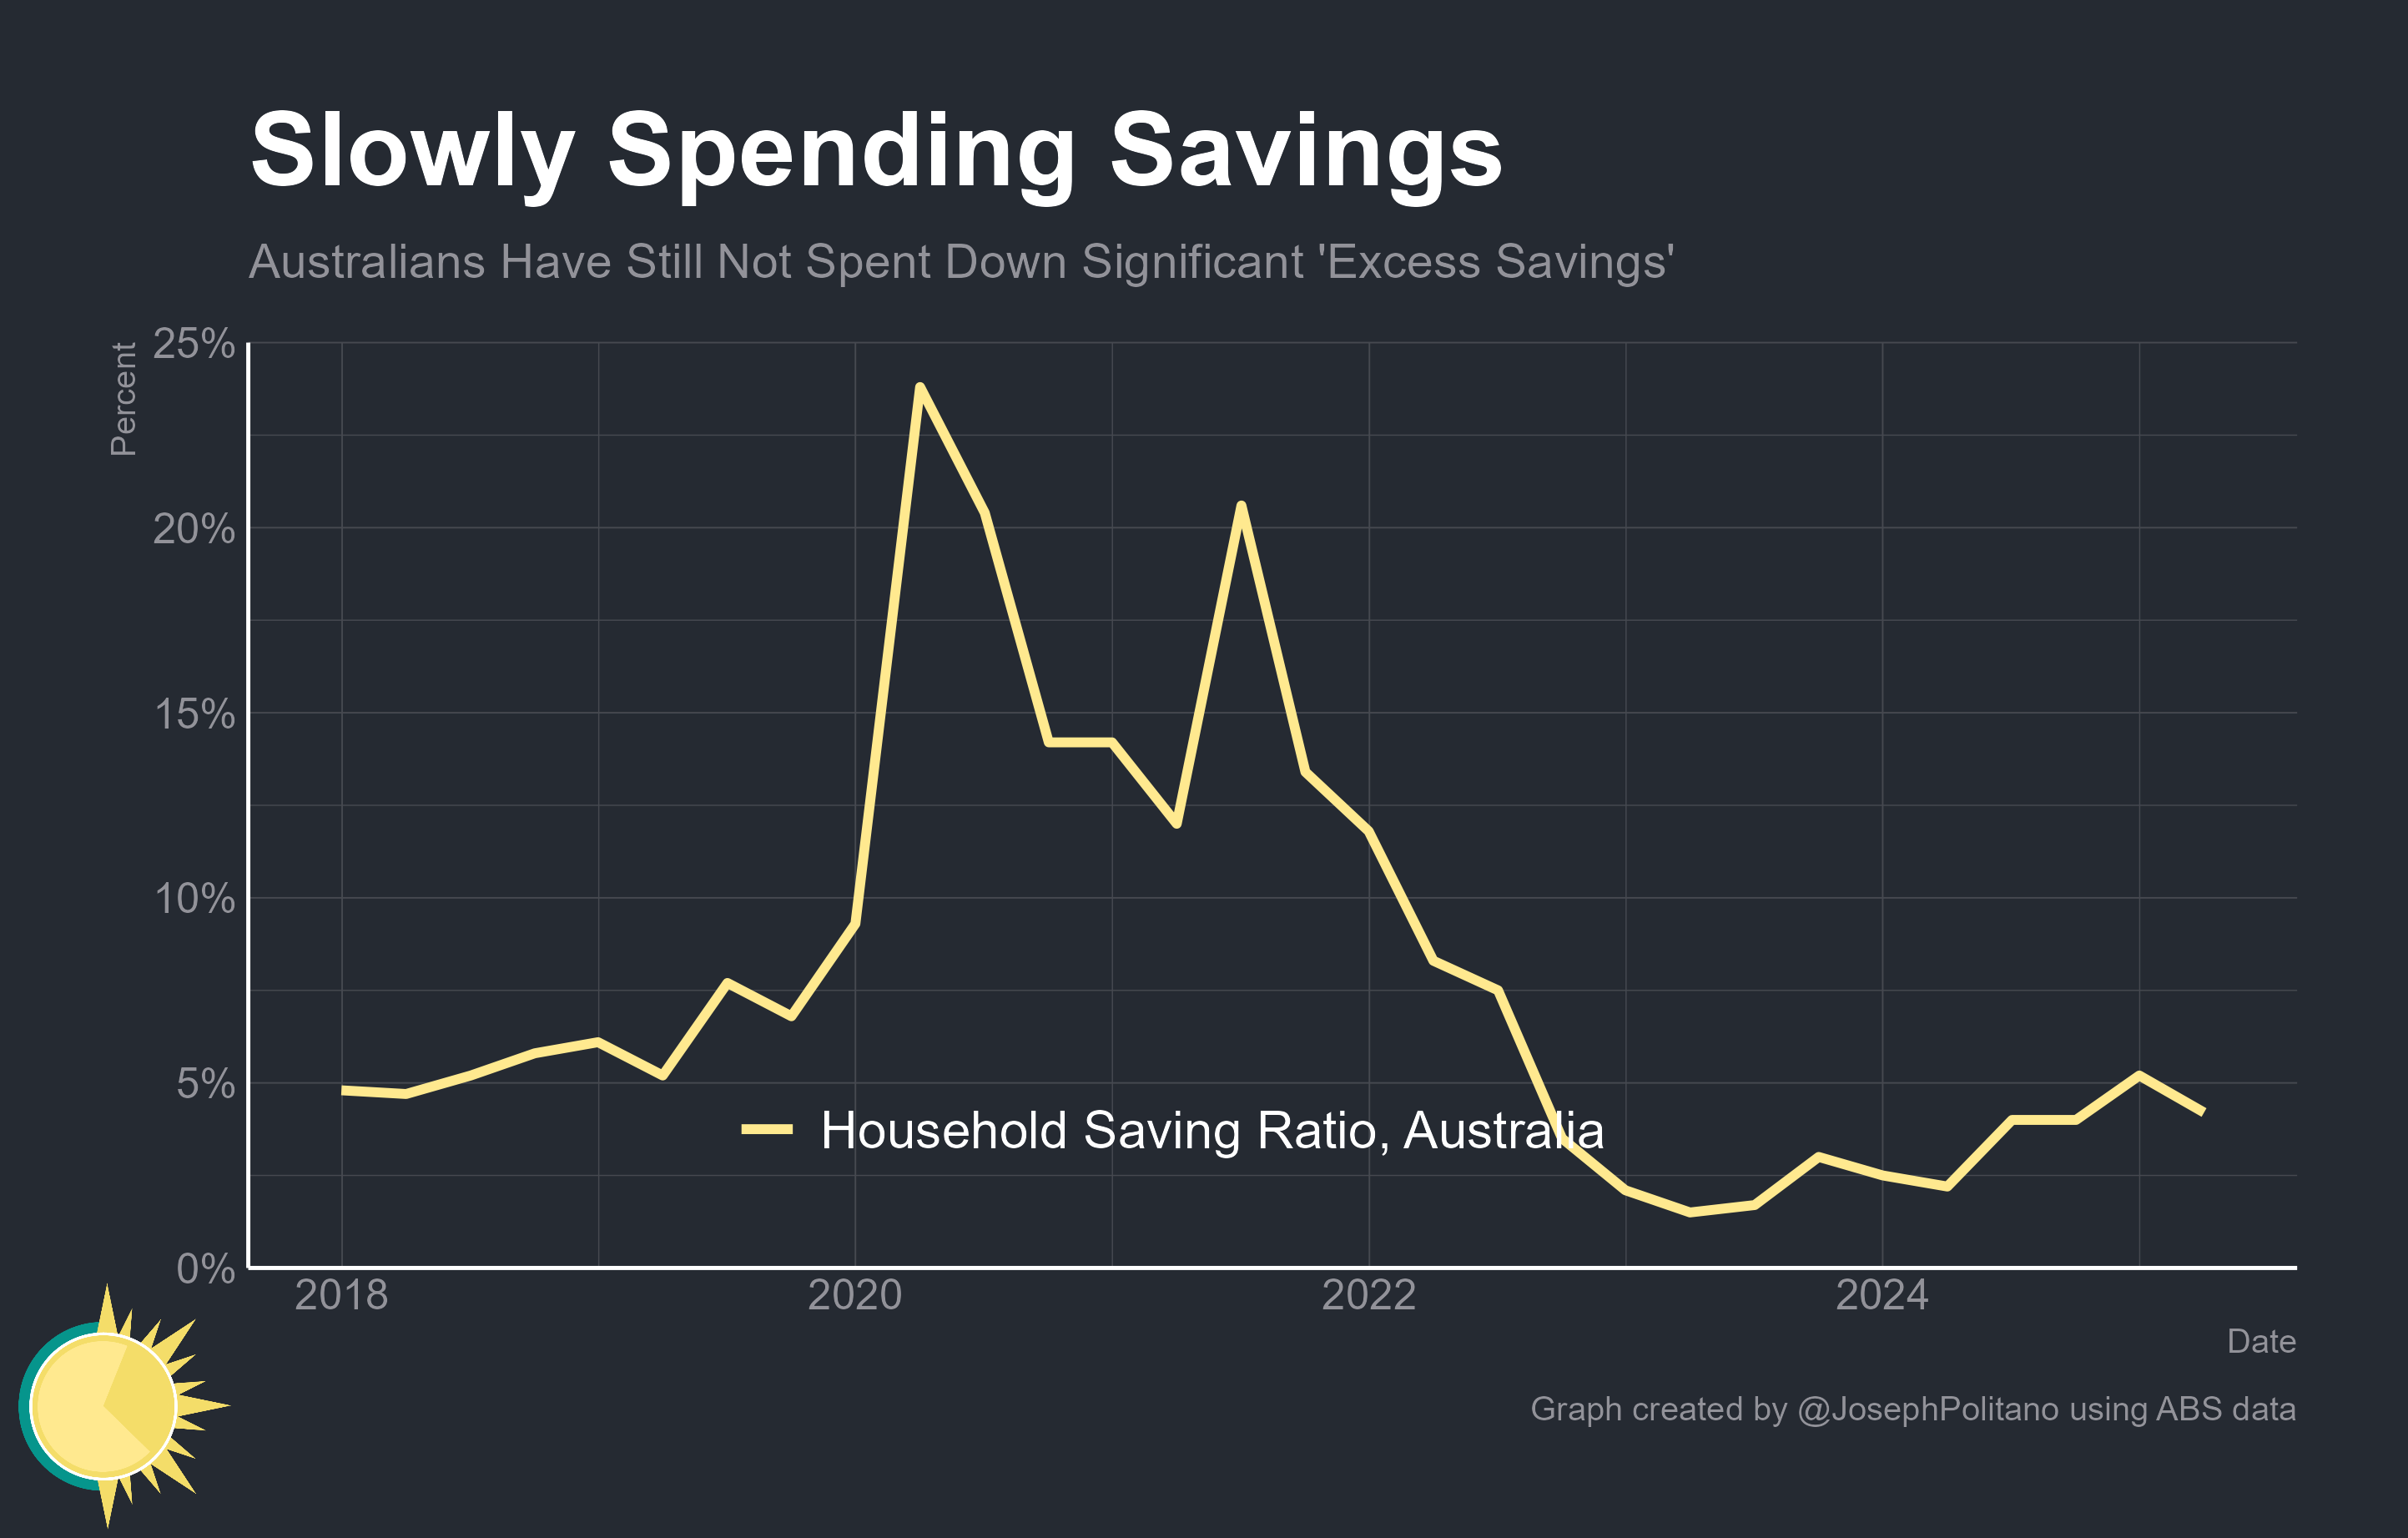 Slowly Spending Savings
Australians Have Still Not Spent Down Significant 'Excess Savings'
Percent
25%
20%
15%
10%
5%
0%
Household Saving Ratio, Australia
2018 2020 2022 2024
Date
Graph created by @JosephPolitano using ABS data